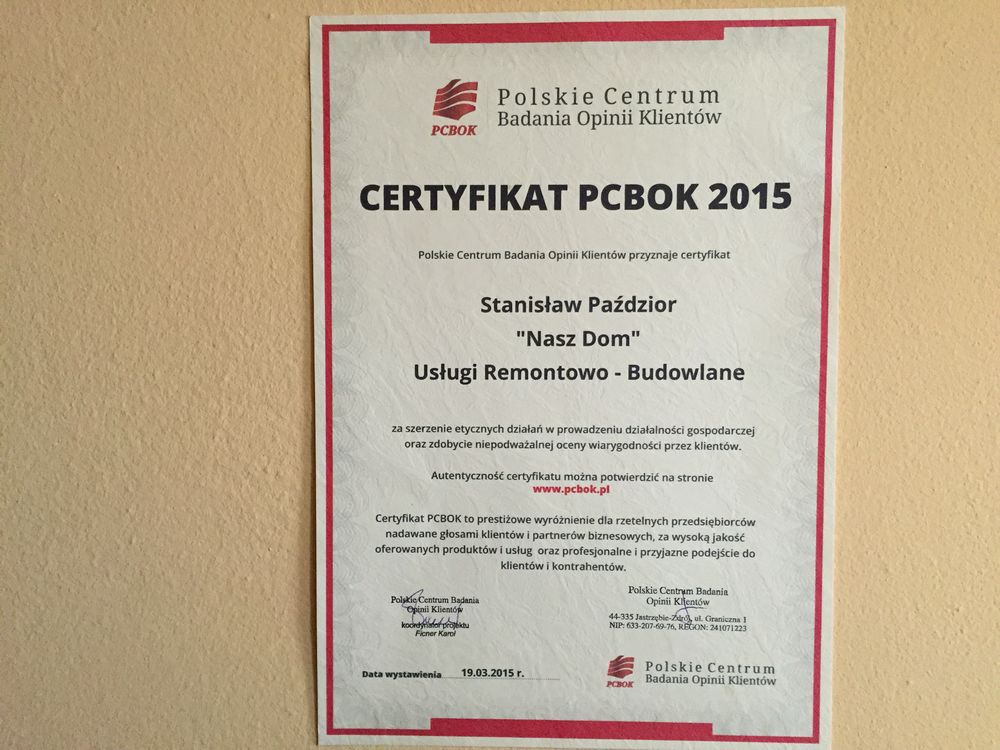 PCBOK
Polskie Centrum
Badania Opinii Klientów
CERTYFIKAT PCBOK 2015
Polskie Centrum Badania Opinii Klientów przyznaje certyfikat
Stanisław Paździor
"Nasz Dom"
Usługi Remontowo - Budowlane
za szerzenie etycznych działań w prowadzeniu działalności gospodarczej
oraz zdobycie niepodważalnej oceny wiarygodności przez klientów.
Autentyczność certyfikatu można potwierdzić na stronie
www.pcbok.pl
Certyfikat PCBOK to prestiżowe wyróżnienie dla rzetelnych przedsiębiorców
nadawane głosami klientów i partnerów biznesowych, za wysoką jakość
oferowanych produktów i usług oraz profesjonalne i przyjazne podejście do
klientów i kontrahentów.
Polskie Centrum Badania
Opinii Klientów
koordynator projektu
Ficner Karol
Polskie Centrum Badania
Opinii Klientów
44-335 Jastrzębie-Zdrój, ul. Graniczna 1
NIP: 633-207-69-76, REGON: 241071223
Data wystawienia 19.03.2015 r.
PCBOK
Polskie Centrum
Badania Opinii Klientów